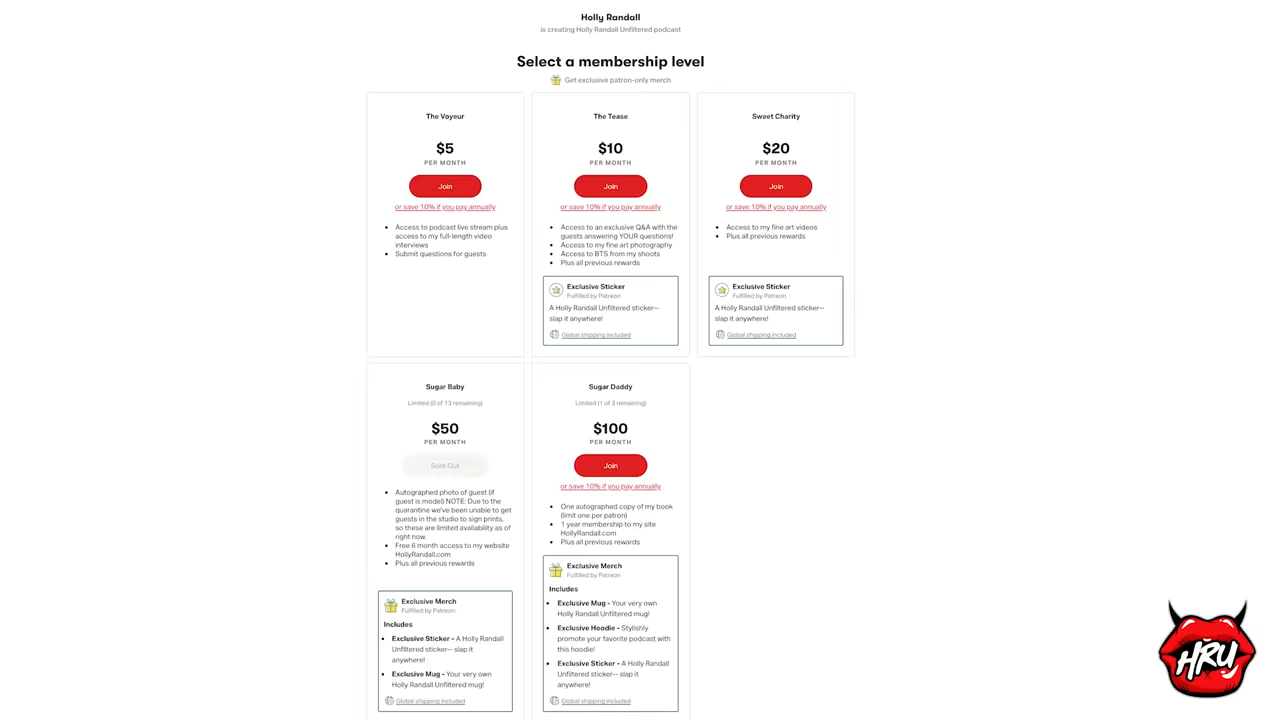 Holly Randall
is creating Holly Randall Unfiltered podcast
Select a membership level
Get exclusive patron-only merch
The Voyeur
$5
PER MONTH
Join
or save 10% if you pay annually
Access to podcast live stream plus
access to my full-length video
interviews
Submit questions for guests
The Tease
$10
PER MONTH
Join
or save 10% if you pay annually
Access to an exclusive Q&A with the
guests answering YOUR questions!
Access to my fine art photography
Access to BTS from my shoots
Plus all previous rewards
Exclusive Sticker
Fulfilled by Patreon
A Holly Randall Unfiltered sticker--
slap it anywhere!
Global shipping included
Sweet Charity
$20
PER MONTH
Join
or save 10% if you pay annually
Access to my fine art videos
Plus all previous rewards
Exclusive Sticker
Fulfilled by Patreon
A Holly Randall Unfiltered sticker--
slap it anywhere!
Global shipping included
Sugar Baby
Limited (0 of 13 remaining)
$50
PER MONTH
Sold Out
Autographed photo of guest (if
guest is model) NOTE: Due to the
quarantine we've been unable to get
guests in the studio to sign prints,
so these are limited availability as of
right now.
Free 6 month access to my website
HollyRandall.com
Plus all previous rewards
Exclusive Merch
Fulfilled by Patreon
Includes
Exclusive Sticker - A Holly Randall
Unfiltered sticker-- slap it
anywhere!
Exclusive Mug - Your very own
Holly Randall Unfiltered mug!
Global shipping included
Sugar Daddy
Limited (1 of 3 remaining)
$100
PER MONTH
Join
or save 10% if you pay annually
One autographed copy of my book
(limit one per patron)
1 year membership to my site
HollyRandall.com
Plus all previous rewards
Exclusive Merch
Fulfilled by Patreon
Includes
Exclusive Mug - Your very own
Holly Randall Unfiltered mug!
Exclusive Hoodie - Stylishly
promote your favorite podcast with
this hoodie!
Exclusive Sticker - A Holly Randall
Unfiltered sticker-- slap it
anywhere!
Global shipping included
HRU